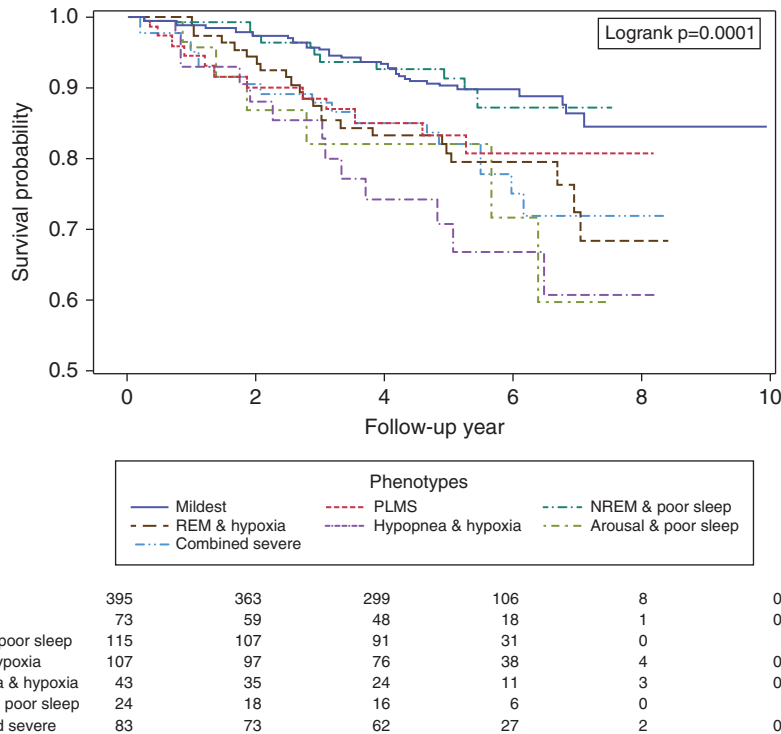 Logrank p=0.0001
1.0
0.9
0.8
0.7
0.6
0.5
Survival probability
0 2 4 6 8 10
Follow-up year
Phenotypes
Mildest PLMS NREM & poor sleep
REM & hypoxia Hypopnea & hypoxia Arousal & poor sleep
Combined severe
395 363 299 106 8 0
73 59 48 18 1 0
poor sleep 115 107 91 31 0
ypoxia 107 97 76 38 4 0
a & hypoxia 43 35 24 11 3 0
poor sleep 24 18 16 6 0
d severe 83 73 62 27 2 0